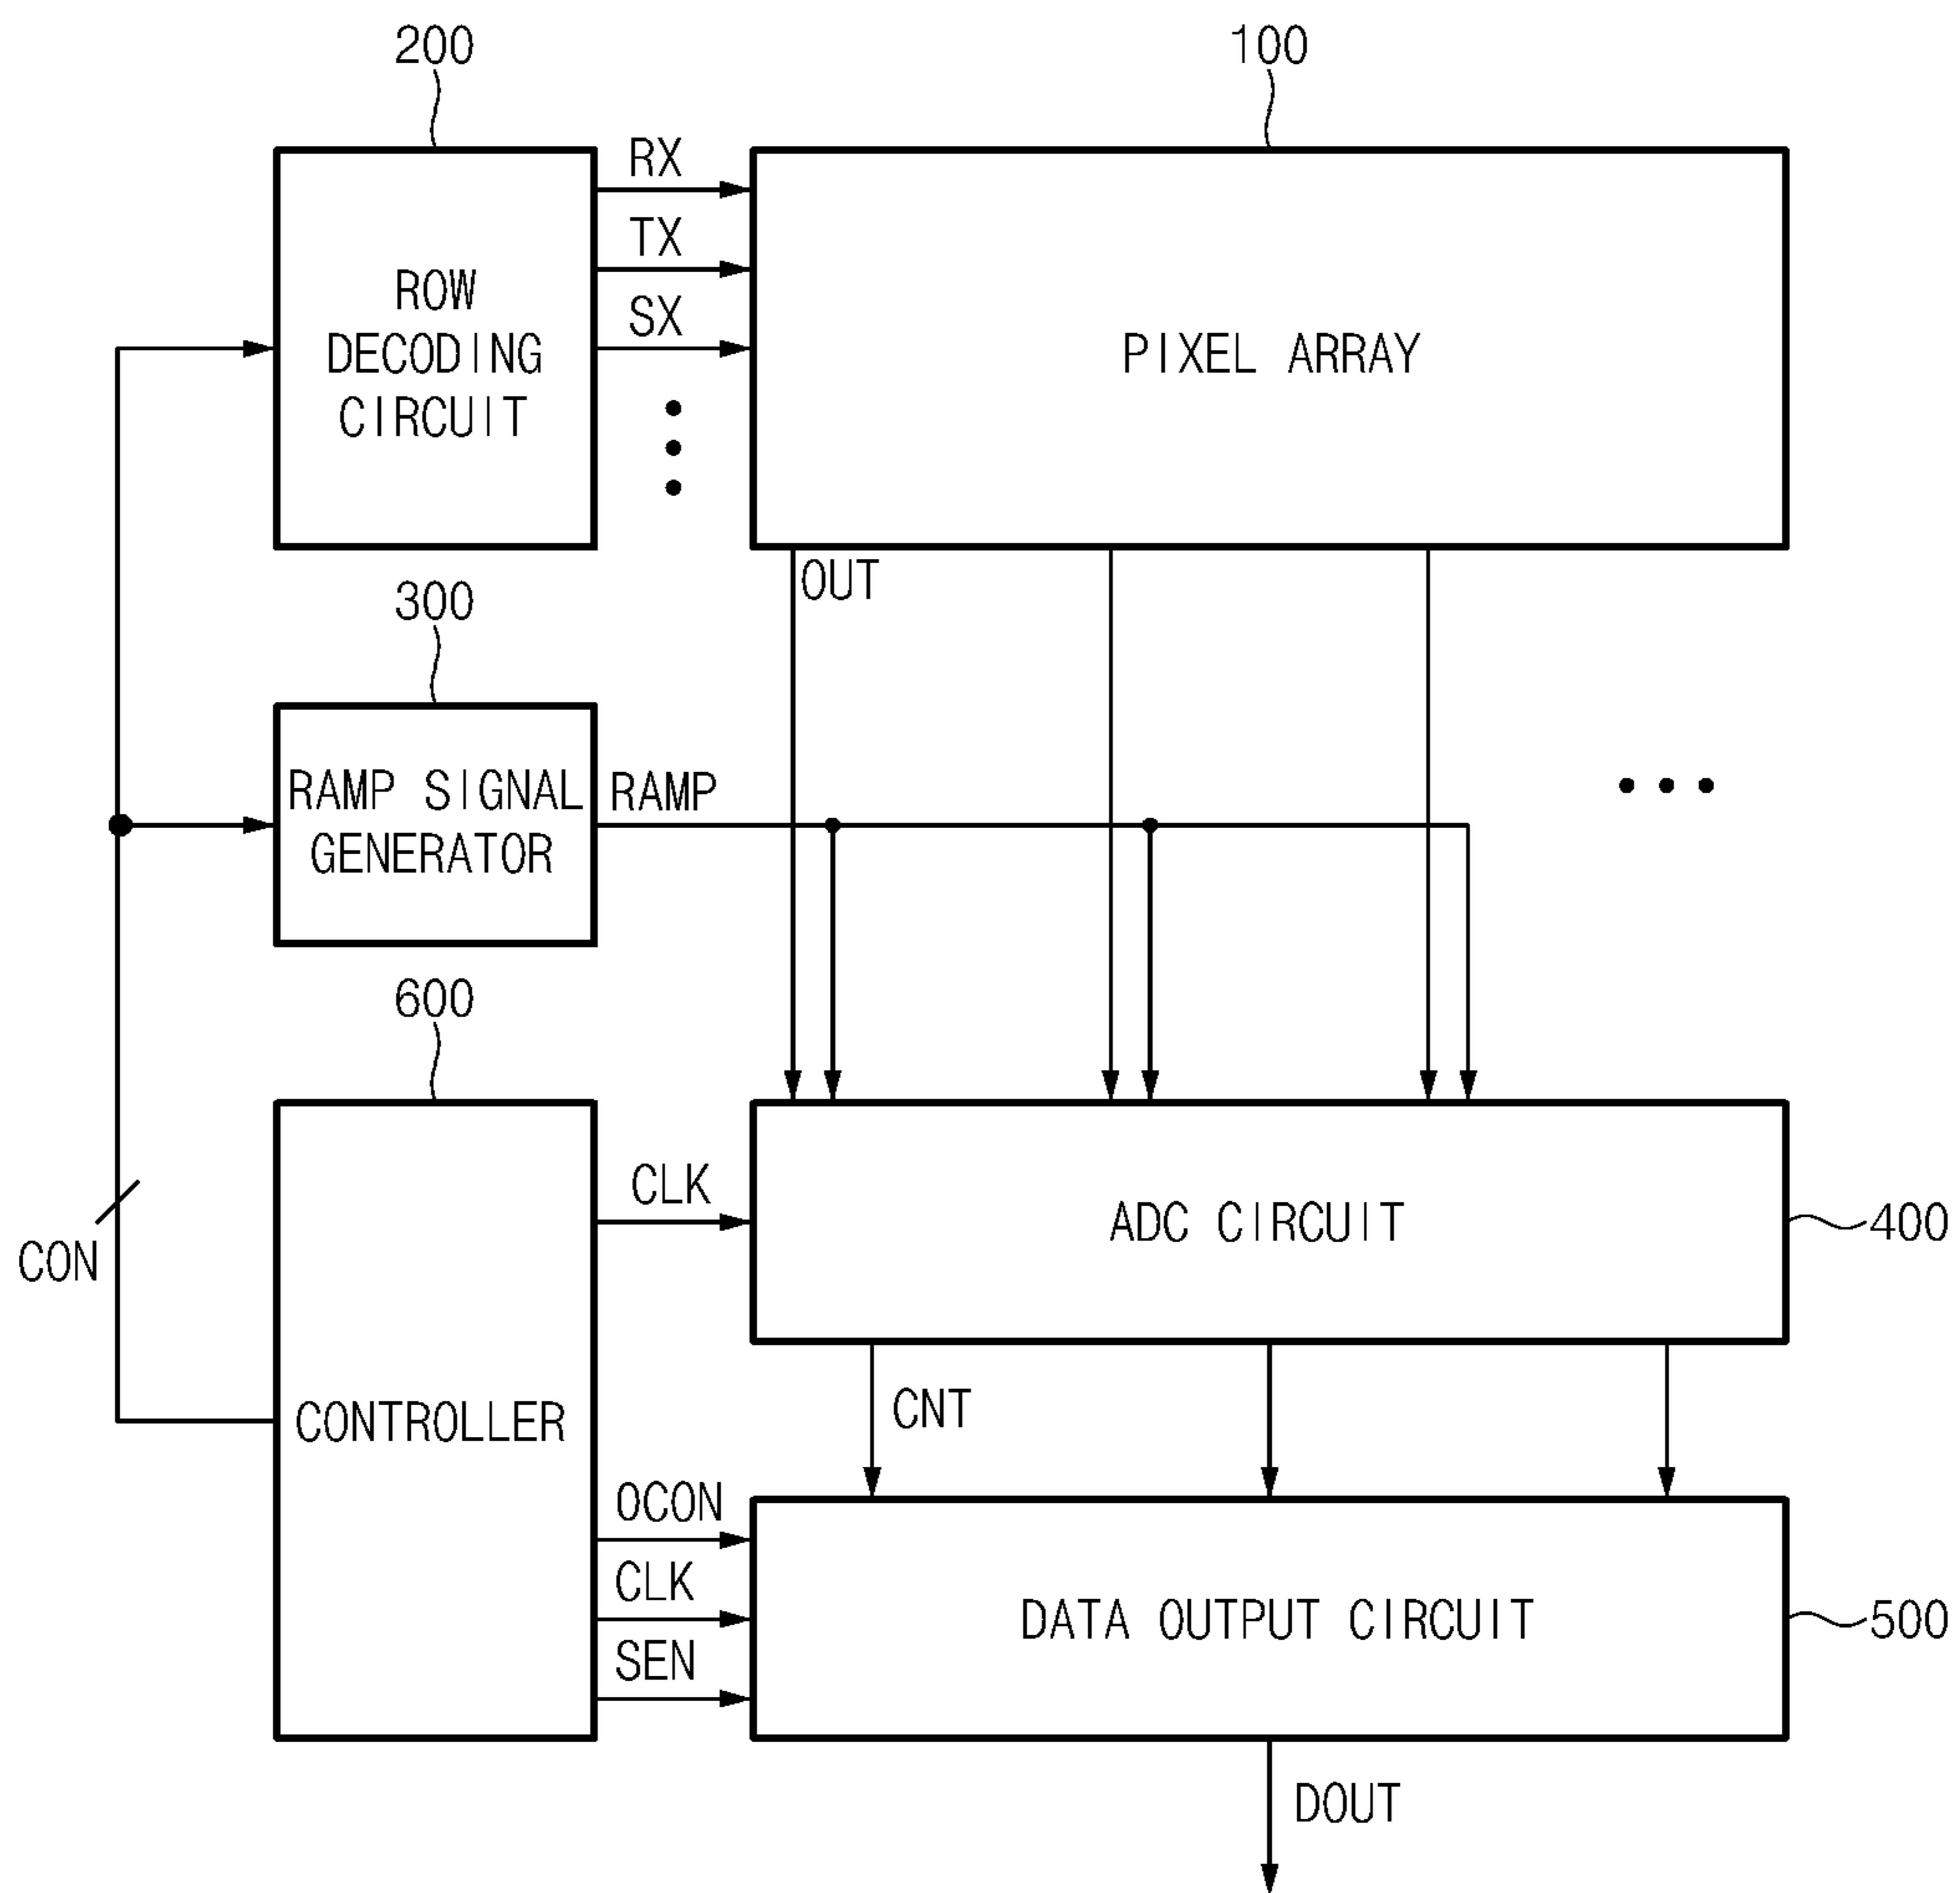 200
100
RX
TX
SX
ROW
DECODING
CIRCUIT
PIXEL ARRAY
OUT
300
RAMP SIGNAL
GENERATOR
RAMP
600
CLK
ADC CIRCUIT
400
CON
CNT
CONTROLLER
OCON
CLK
SEN
DATA OUTPUT CIRCUIT
500
DOUT